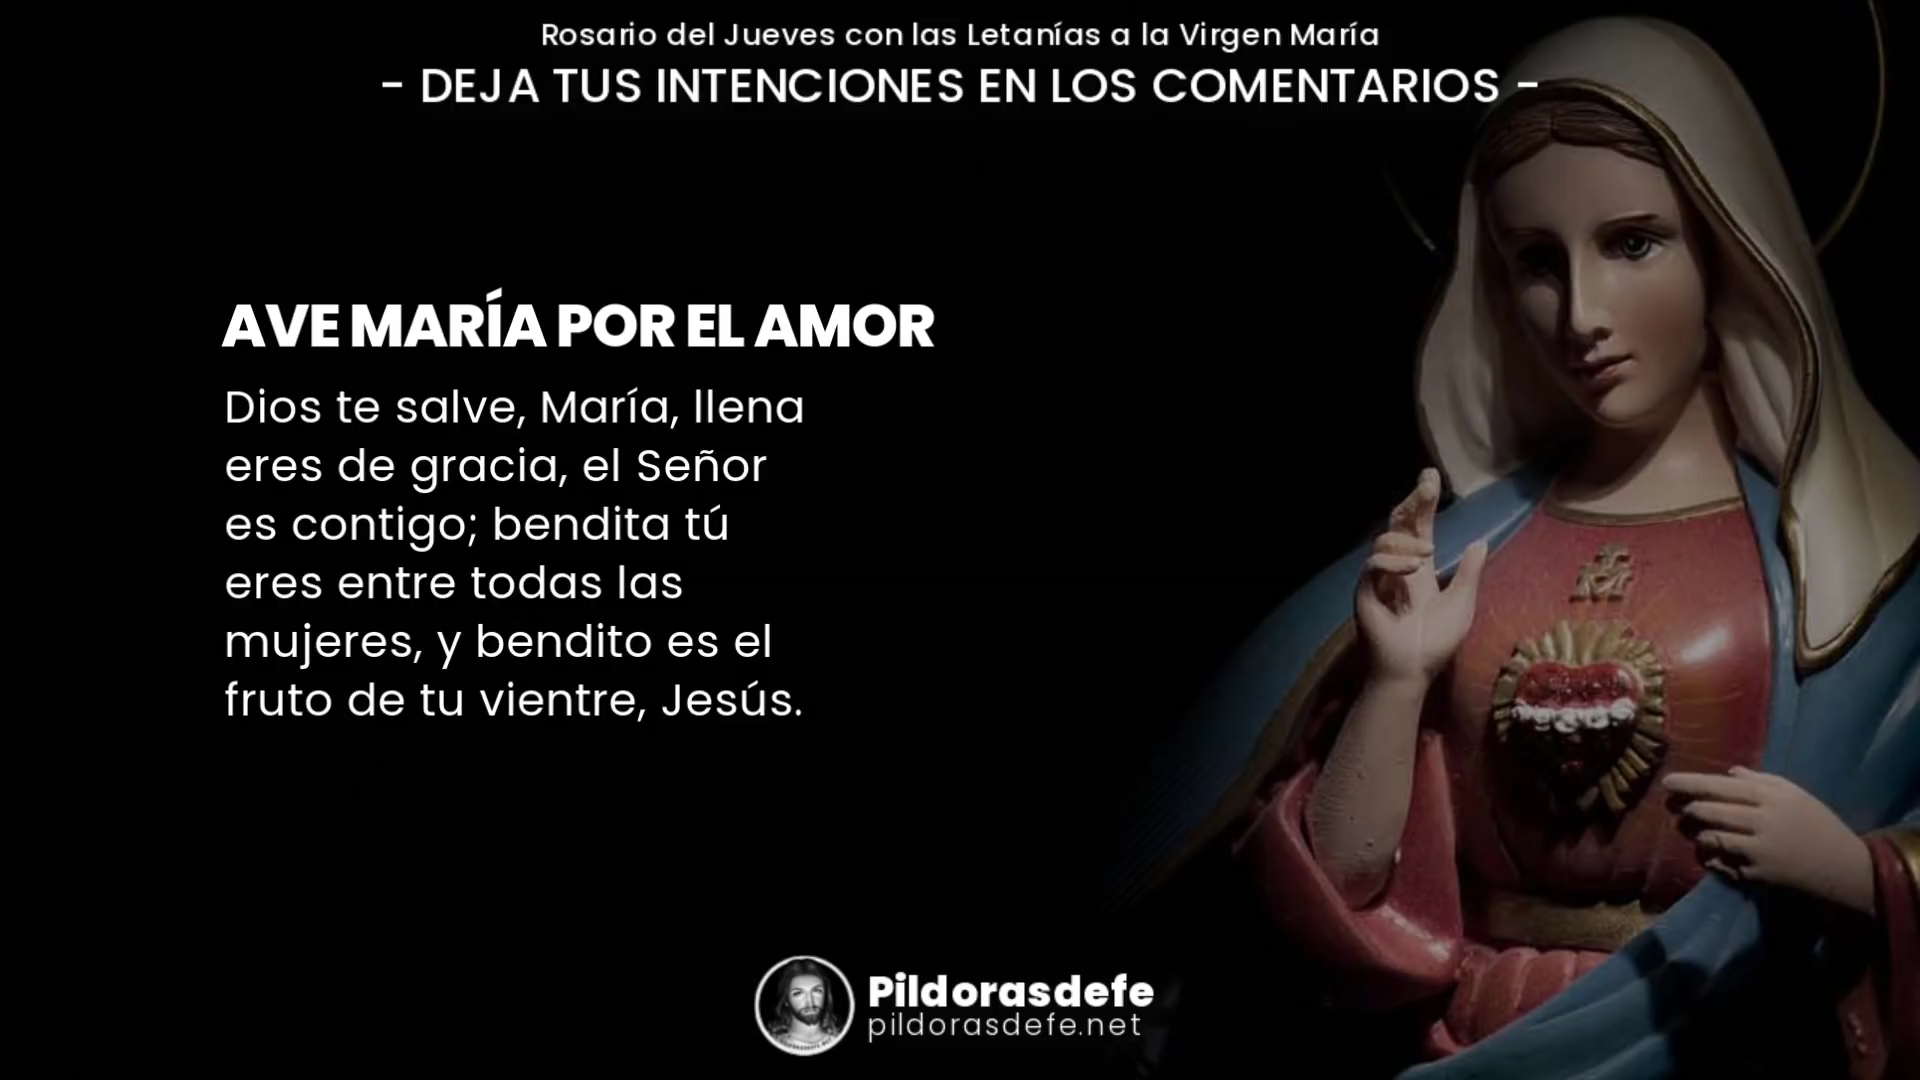 Rosario del Jueves con las Letanías a la Virgen María
- DEJA TUS INTENCIONES EN LOS COMENTARIOS -
AVE MARÍA POR EL AMOR
Dios te salve, María, llena
eres de gracia, el Señor
es contigo; bendita tú
eres entre todas las
mujeres, y bendito es el
fruto de tu vientre, Jesús.
Pildorasdefe
pildorasdefe.net